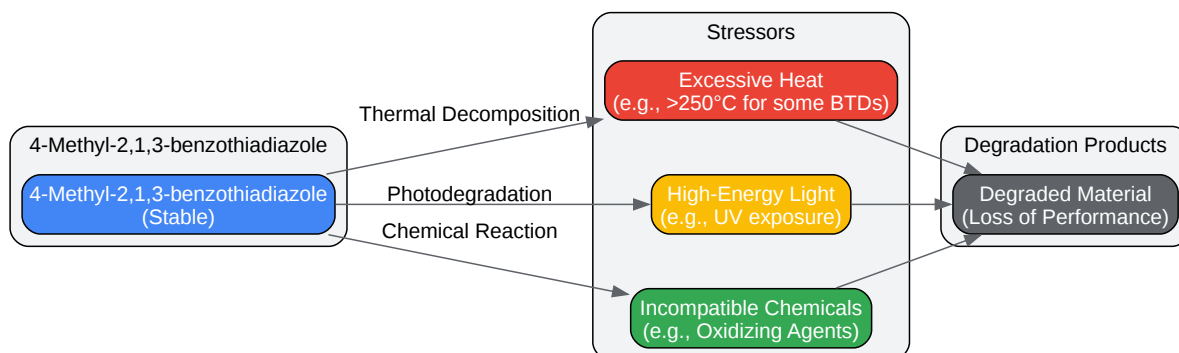 Stressors
Excessive Heat
(e.g., >250°C for some BTDs)
Thermal Decomposition
4-Methyl-2,1,3-benzothiadiazole
Degradation Products
4-Methyl-2,1,3-benzothiadiazole
(Stable)
Photodegradation
High-Energy Light
(e.g., UV exposure)
Degraded Material
(Loss of Performance)
Chemical Reaction
Incompatible Chemicals
(e.g., Oxidizing Agents)